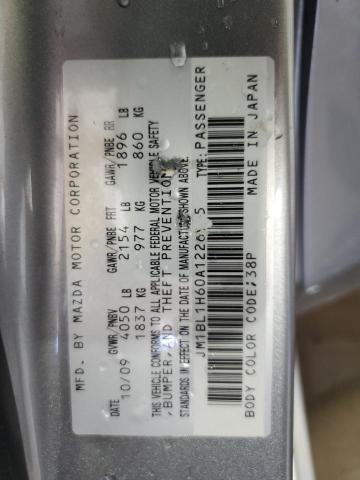 MFD. BY MAZDA MOTOR CORPORATION
GVWR/PNBV GAWR/PNBE FRT GAWR/PNBE RR
DATE 4050 LB 2154 LB 1896 LB
10/09 1837 KG 977 KG 860 KG
THIS VEHICLE CONFORMS TO ALL APPLICABLE FEDERAL MOTOR VEHICLE SAFETY
, BUMPER, AND THEFT PREVENTION
STANDARDS IN EFFECT ON THE DATE OF MANUFACTURE SHOWN ABOVE.
JM1BL1H60A1226 5 TYPE: PASSENGER
BODY COLOR CODE;38P MADE IN JAPAN